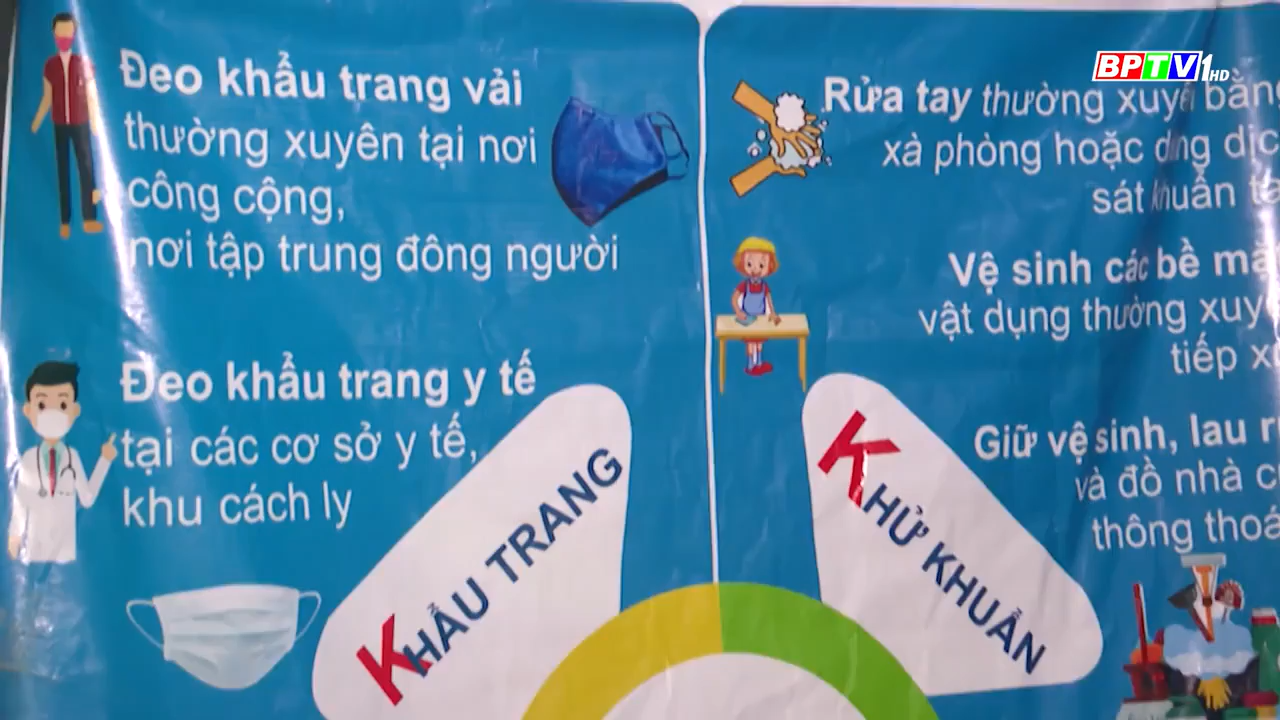 Đeo khẩu trang vải
thường xuyên tại nơi
công cộng,
nơi tập trung đông người
Đeo khẩu trang y tế
tại các cơ sở y tế,
khu cách ly
KHẨU TRANG
BPTV1HD
Rửa tay thường xuyên bằng
xà phòng hoặc dung
sát khuẩn
Vệ sinh các bề
vật dụng thường
tiếp
Giữ vệ sinh, lau
và đồ nhà
thông
KHỬ KHUẨN